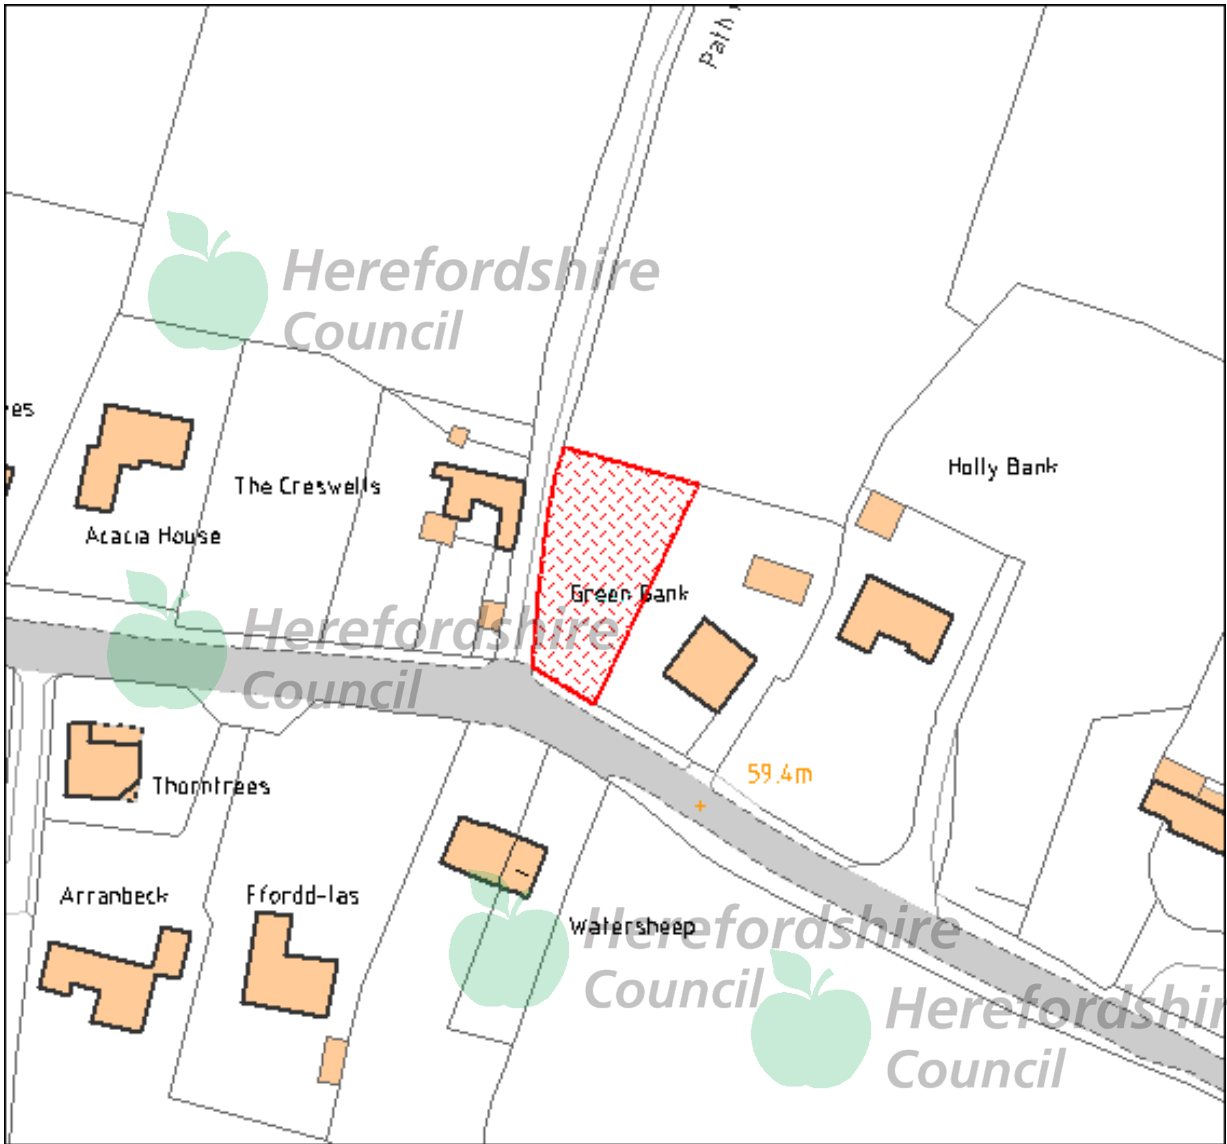 Path
Herefordshire
Council
es
The Creswells
Holly Bank
Acacia House
Green Bank
Herefordshire
Council
59.4m
Thorntrees
Arranbeck
Ffordd-las
Watersheep
Herefordshire
Council
Herefordshir
Council